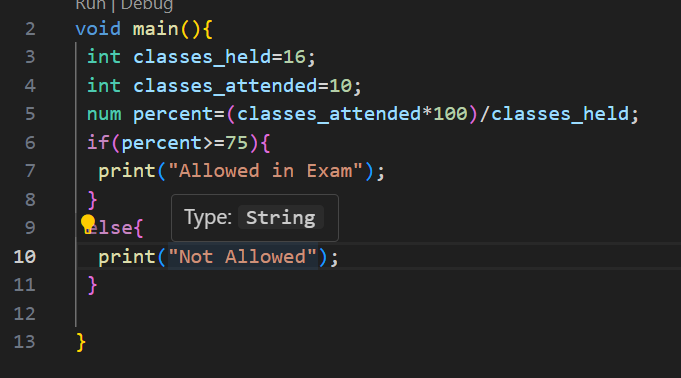 Run | Debug
2 void main(){
3 int classes_held=16;
4 int classes_attended=10;
5 num percent=(classes_attended*100)/classes_held;
6 if(percent>=75){
7 print("Allowed in Exam");
8 }
Type: String
9 else{
10 print("Not Allowed");
11 }
12
13 }